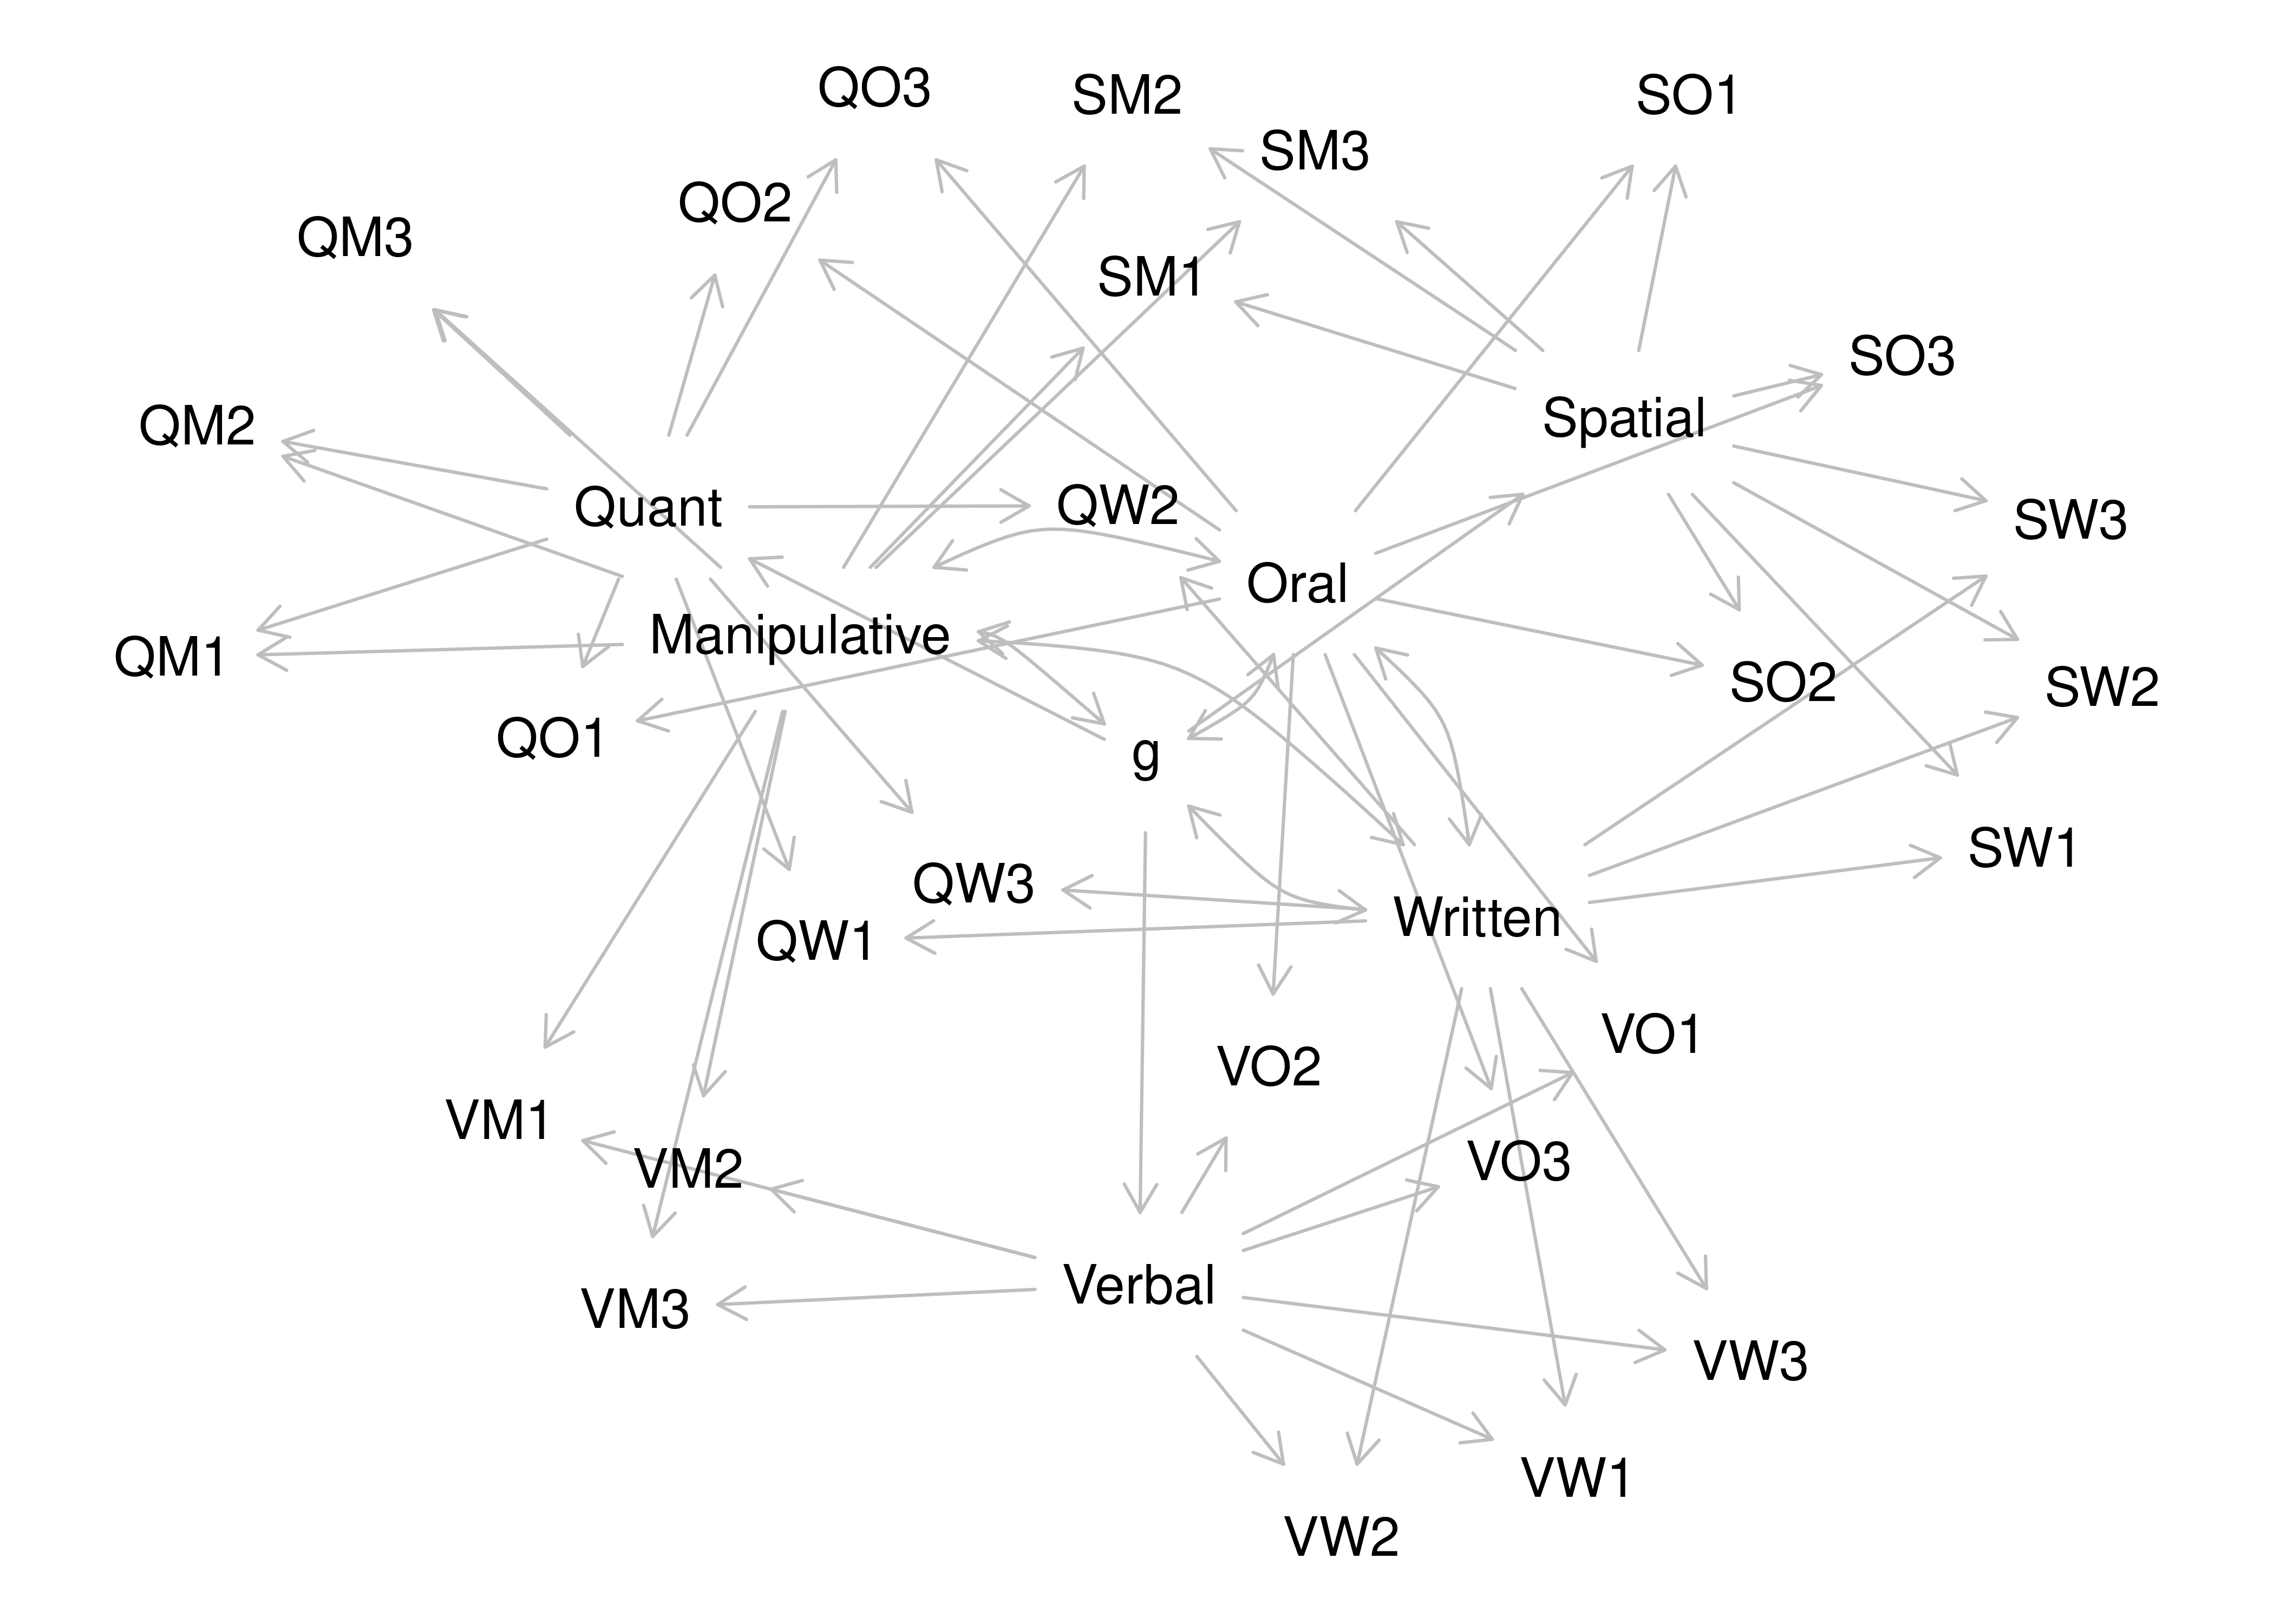 QO3
SM2
SO1
SM3
QO2
QM3
SM1
SO3
Spatial
QM2
Quant
QW2
SW3
Oral
Manipulative
QM1
SO2
SW2
QO1
g
SW1
QW3
Written
QW1
VO1
VO2
VM1
VO3
VM2
Verbal
VM3
VW3
VW1
VW2